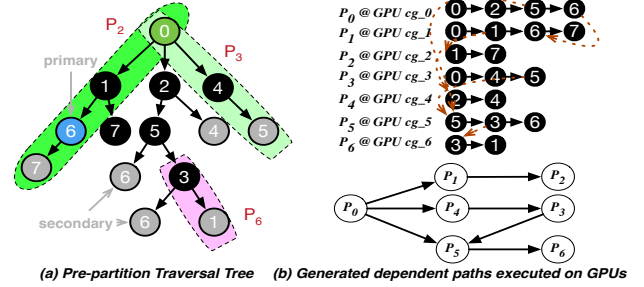 P2
0
P3
primary
1
2
4
6
7
5
4
5
7
6
3
secondary
6
1
P6
(a) Pre-partition Traversal Tree
P0 @ GPU cg_0 0 2 5 6
P1 @ GPU cg_1 0 1 6 7
P2 @ GPU cg_2 1 7
P3 @ GPU cg_3 0 4 5
P4 @ GPU cg_4 2 4
P5 @ GPU cg_5 5 3 6
P6 @ GPU cg_6 3 1
P1 P2
P0 P4 P3
P5 P6
(b) Generated dependent paths executed on GPUs